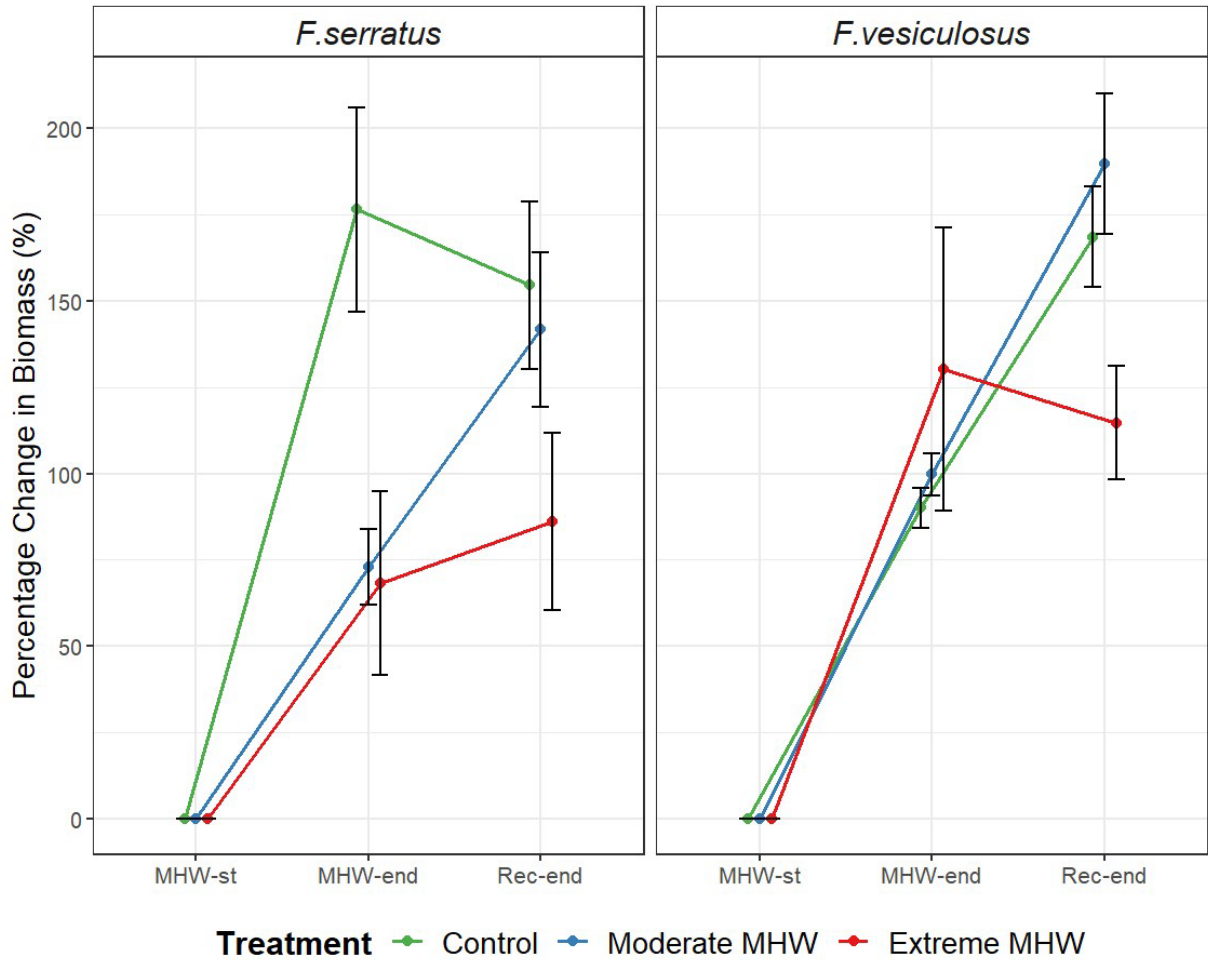 F.serratus
F.vesiculosus
Percentage Change in Biomass (%)
200
150
100
50
0
MHW-st MHW-end Rec-end
MHW-st MHW-end Rec-end
Treatment Control Moderate MHW Extreme MHW